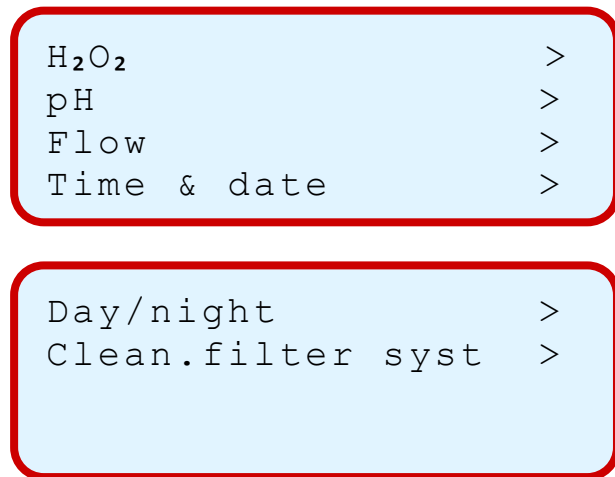 H₂O₂ >
pH >
Flow >
Time & date >
Day/night >
Clean.filter syst >